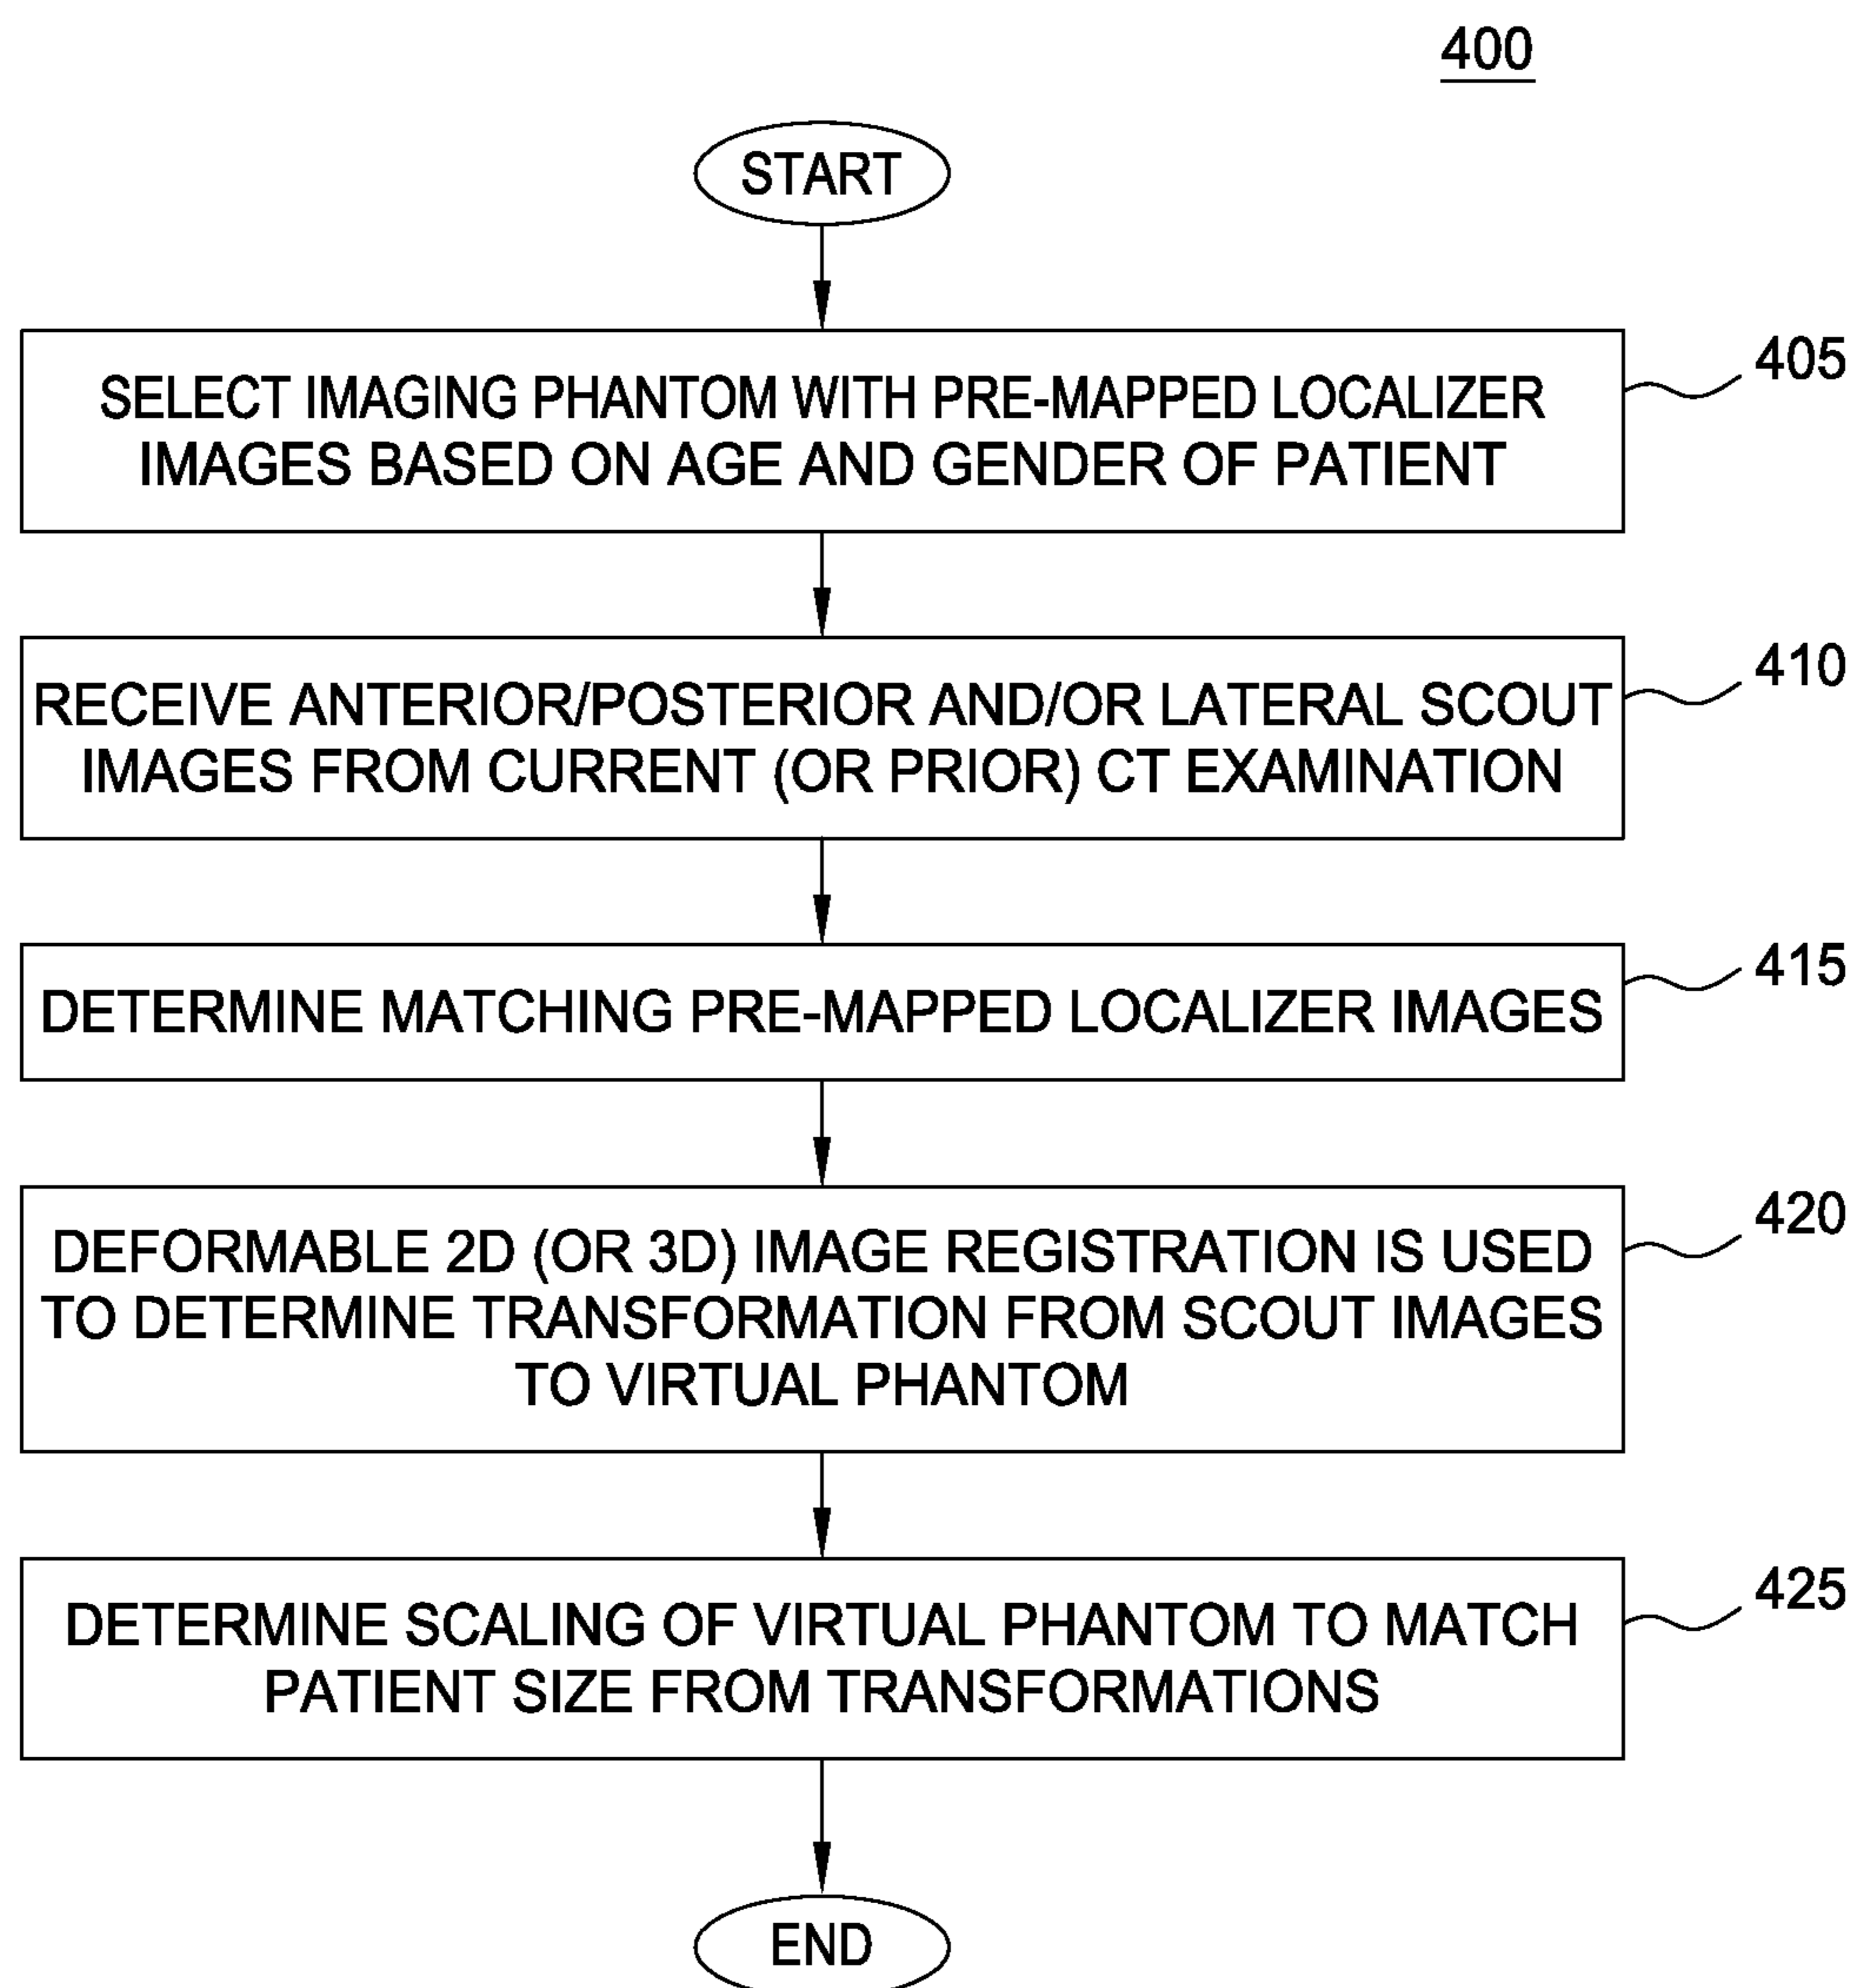 400
START
SELECT IMAGING PHANTOM WITH PRE-MAPPED LOCALIZER
IMAGES BASED ON AGE AND GENDER OF PATIENT
405
RECEIVE ANTERIOR/POSTERIOR AND/OR LATERAL SCOUT
IMAGES FROM CURRENT (OR PRIOR) CT EXAMINATION
410
DETERMINE MATCHING PRE-MAPPED LOCALIZER IMAGES
415
DEFORMABLE 2D (OR 3D) IMAGE REGISTRATION IS USED
TO DETERMINE TRANSFORMATION FROM SCOUT IMAGES
TO VIRTUAL PHANTOM
420
DETERMINE SCALING OF VIRTUAL PHANTOM TO MATCH
PATIENT SIZE FROM TRANSFORMATIONS
425
END